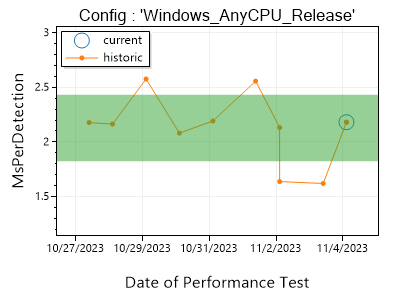 Config : 'Windows_AnyCPU_Release'
3
current
historic
2.5
2
1.5
MsPerDetection
10/27/2023 10/29/2023 10/31/2023 11/2/2023 11/4/2023
Date of Performance Test